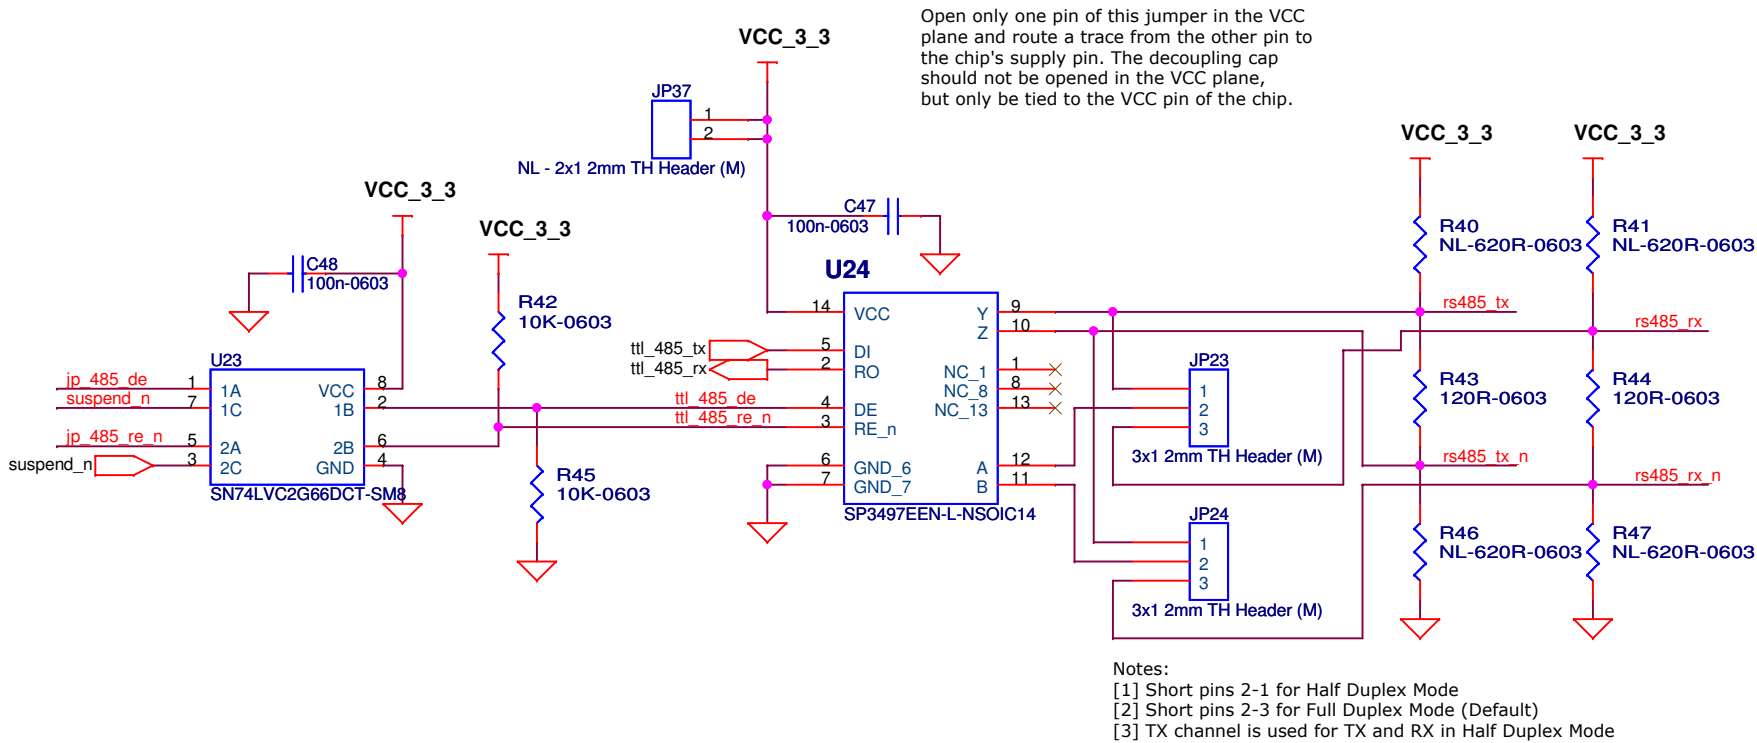 Open only one pin of this jumper in the VCC
plane and route a trace from the other pin to
the chip's supply pin. The decoupling cap
should not be opened in the VCC plane,
but only be tied to the VCC pin of the chip.
VCC_3_3
JP37
1
2
NL - 2x1 2mm TH Header (M)
VCC_3_3
VCC_3_3
VCC_3_3
VCC_3_3
C47
100n-0603
C48
100n-0603
R42
10K-0603
R40
NL-620R-0603
R41
NL-620R-0603
U24
14 VCC
5 DI
2 RO
4 DE
3 RE_n
6 GND_6
7 GND_7
Y 9
Z 10
NC_1 1
NC_8 8
NC_13 13
A 12
B 11
SP3497EEN-L-NSOIC14
ttl_485_tx
ttl_485_rx
ttl_485_de
ttl_485_re_n
U23
jp_485_de 1 1A
suspend_n 7 1C
jp_485_re_n 5 2A
suspend_n 3 2C
VCC 8
1B 2
2B 6
GND 4
SN74LVC2G66DCT-SM8
R45
10K-0603
rs485_tx
rs485_rx
JP23
1
2
3
3x1 2mm TH Header (M)
R43
120R-0603
R44
120R-0603
rs485_tx_n
rs485_rx_n
JP24
1
2
3
3x1 2mm TH Header (M)
R46
NL-620R-0603
R47
NL-620R-0603
Notes:
[1] Short pins 2-1 for Half Duplex Mode
[2] Short pins 2-3 for Full Duplex Mode (Default)
[3] TX channel is used for TX and RX in Half Duplex Mode